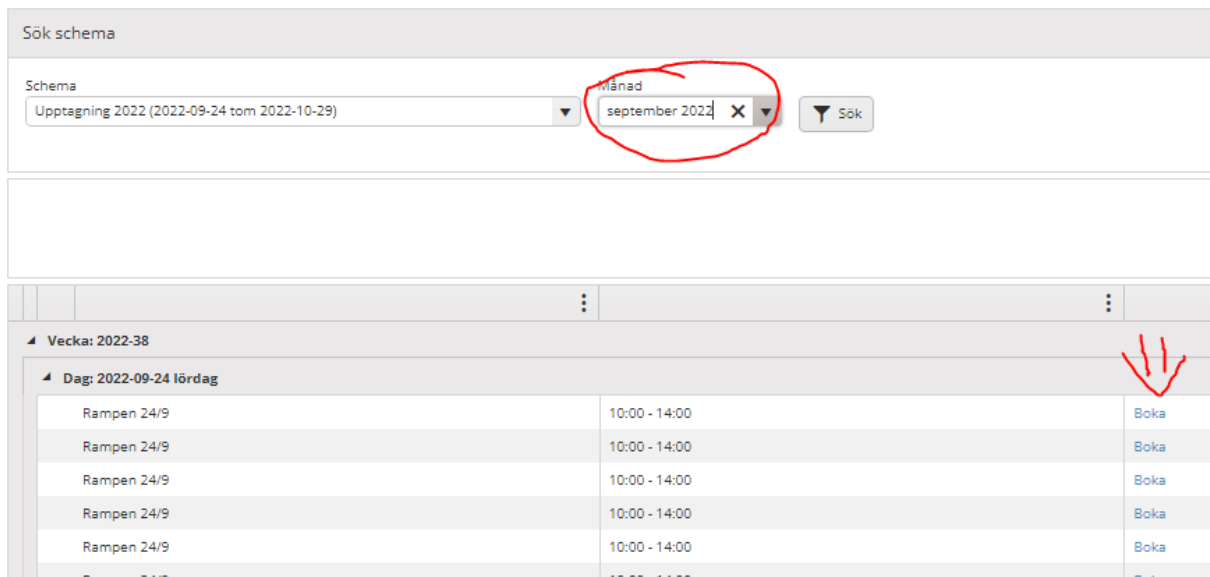 Sök schema
Schema
Månad
Upptagning 2022 (2022-09-24 tom 2022-10-29)
september 2022
Sök
Vecka: 2022-38
Dag: 2022-09-24 lördag
Rampen 24/9 10:00 - 14:00 Boka
Rampen 24/9 10:00 - 14:00 Boka
Rampen 24/9 10:00 - 14:00 Boka
Rampen 24/9 10:00 - 14:00 Boka
Rampen 24/9 10:00 - 14:00 Boka